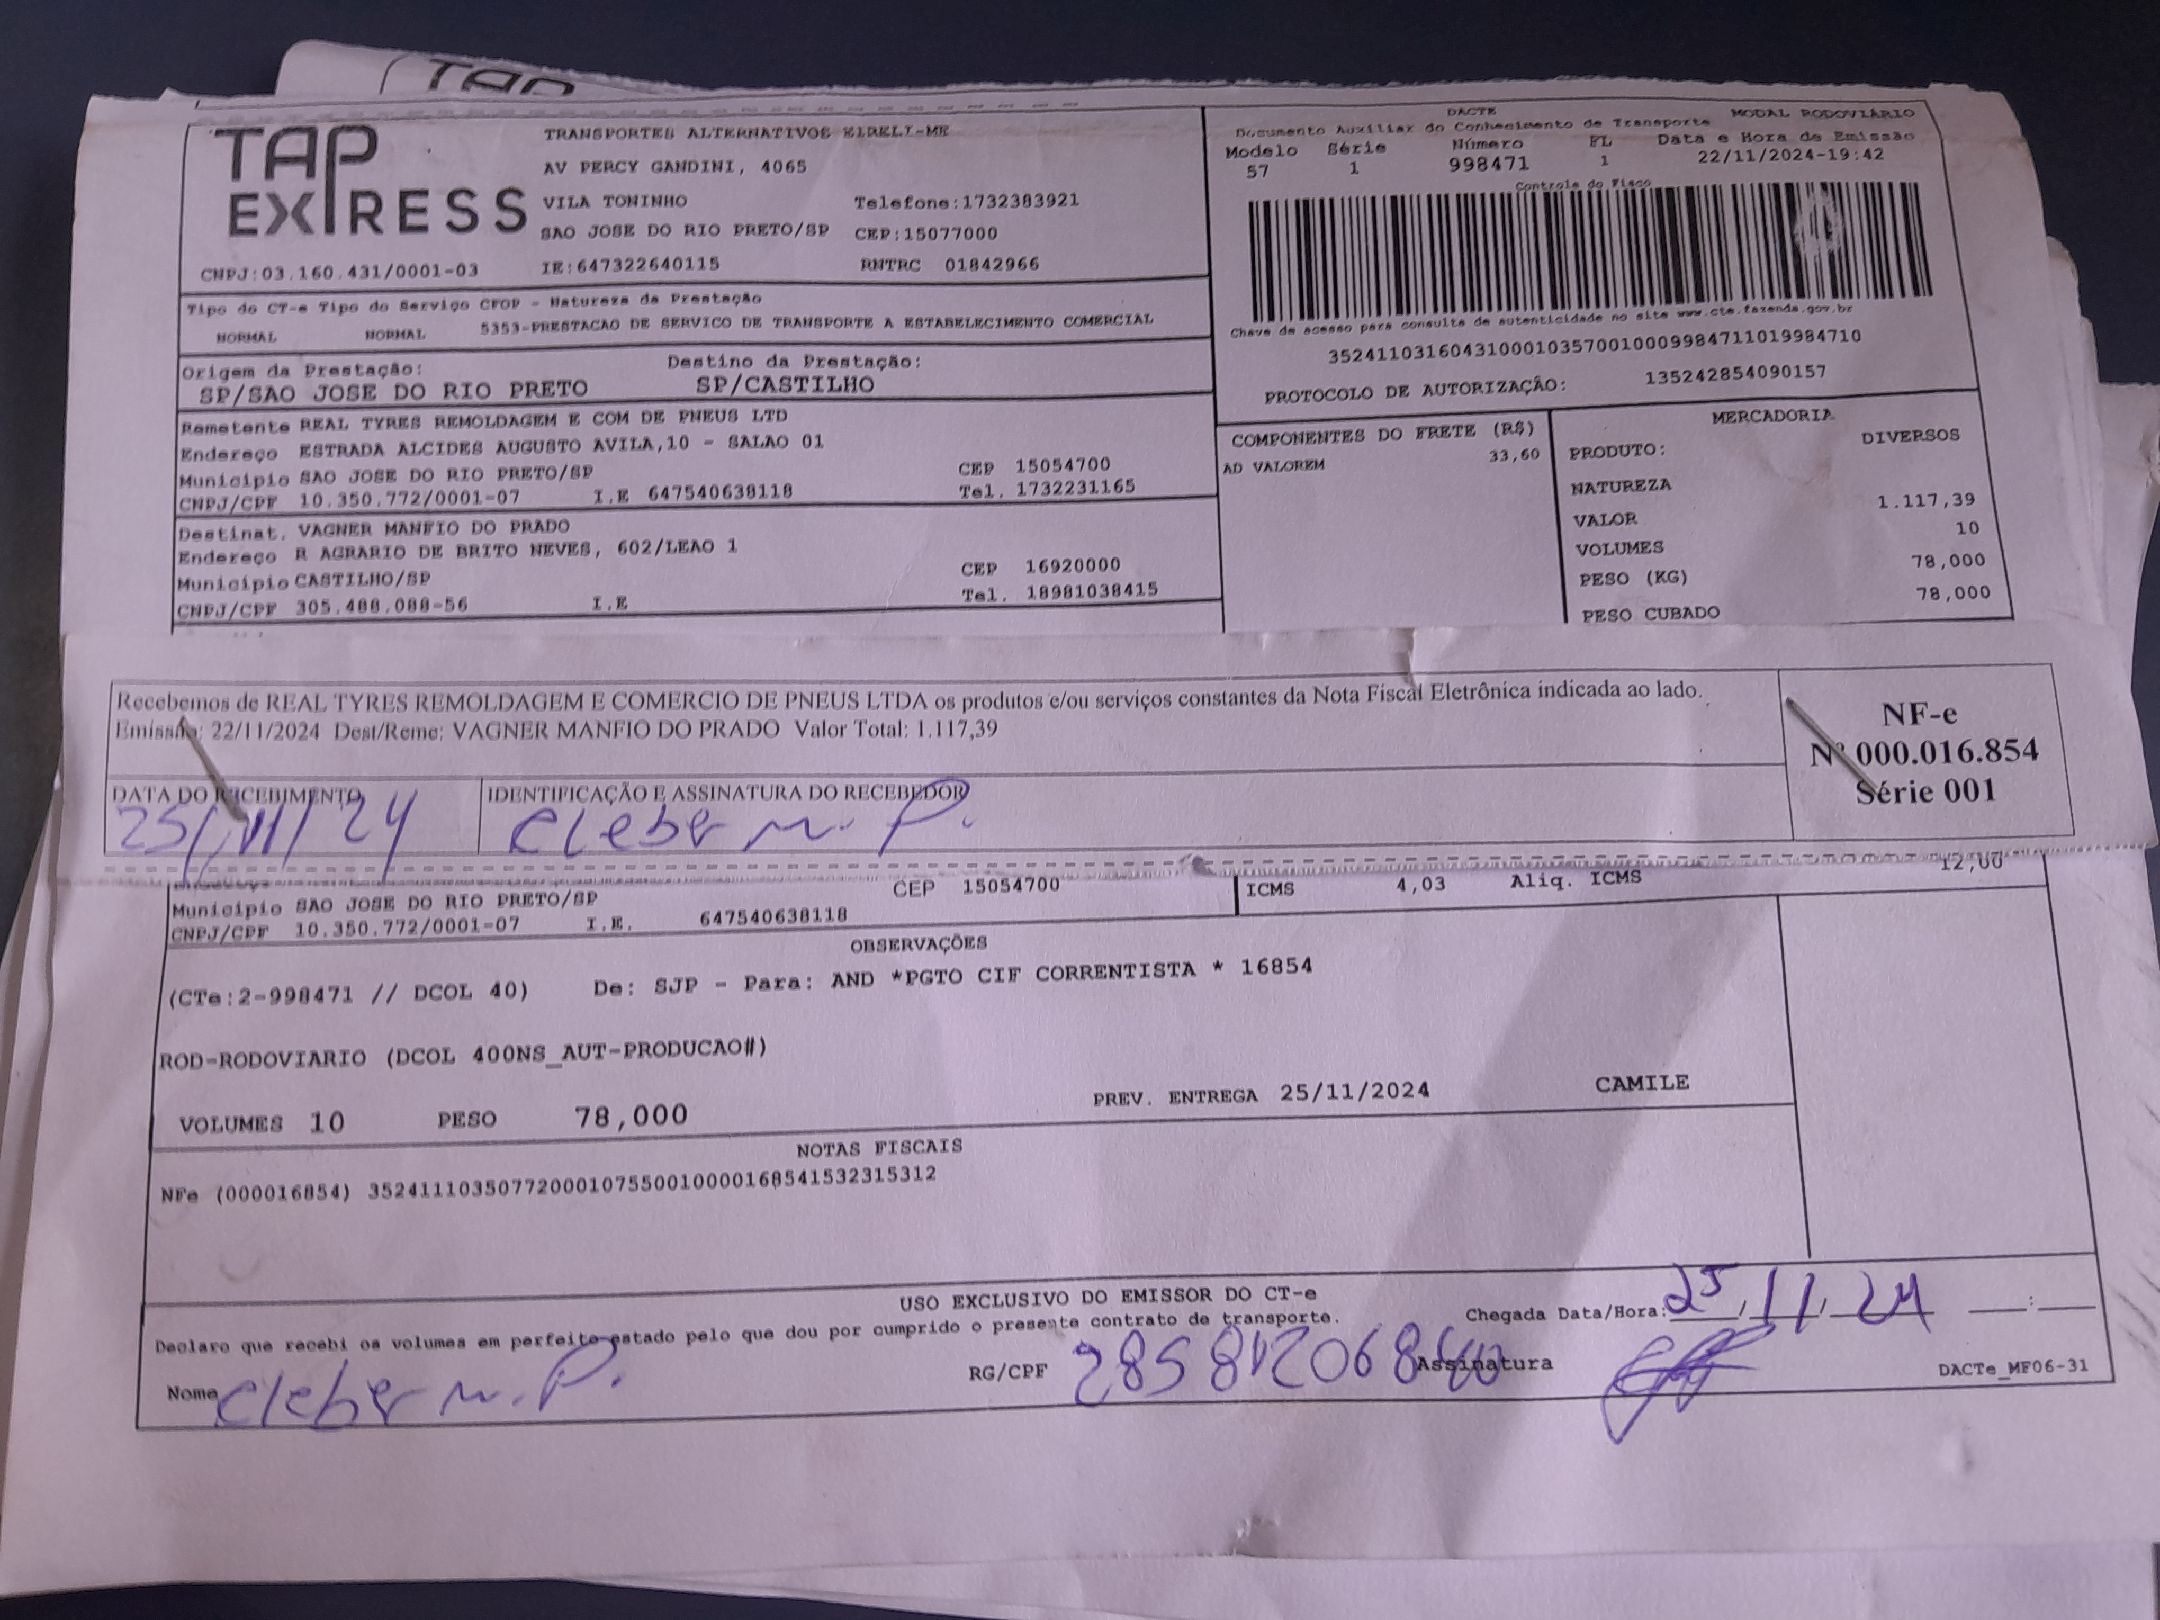 TAP
TAP
EXPRESS
CNPJ:03.160.431/0001-03
TRANSPORTES ALTERNATIVOS EIRELI-ME
AV PERCY GANDINI, 4065
VILA TONINHO Telefone:1732383921
SAO JOSE DO RIO PRETO/SP CEP:15077000
IE:647322640115 RNTRC 01842966
DACTE MODAL RODOVIÁRIO
Documento Auxiliar do Conhecimento de Transporte Data e Hora de Emissão
Modelo Série Número FL
57 1 998471 1 22/11/2024-19:42
Controle do Fisco
Chave de acesso para consulta de autenticidade no site www.cte.fazenda.gov.br
35241103160431000103570010009984711019984710
PROTOCOLO DE AUTORIZAÇÃO: 135242854090157
Tipo do CT-e Tipo do Serviço CFOP - Natureza da Prestação
NORMAL NORMAL 5353-PRESTACAO DE SERVICO DE TRANSPORTE A ESTABELECIMENTO COMERCIAL
Origem da Prestação: Destino da Prestação:
SP/SAO JOSE DO RIO PRETO SP/CASTILHO
Remetente REAL TYRES REMOLDAGEM E COM DE PNEUS LTD
Endereço ESTRADA ALCIDES AUGUSTO AVILA,10 - SALAO 01
Município SAO JOSE DO RIO PRETO/SP CEP 15054700
CNPJ/CPF 10.350.772/0001-07 I.E 647540638118 Tel. 1732231165
Destinat. VAGNER MANFIO DO PRADO
Endereço R AGRARIO DE BRITO NEVES, 602/LEAO 1
Município CASTILHO/SP CEP 16920000
CNPJ/CPF 305.488.088-56 I.E Tel. 18981038415
COMPONENTES DO FRETE (R$)
AD VALOREM 33,60
MERCADORIA
PRODUTO: DIVERSOS
NATUREZA
VALOR 1.117,39
VOLUMES 10
PESO (KG) 78,000
PESO CUBADO 78,000
Recebemos de REAL TYRES REMOLDAGEM E COMERCIO DE PNEUS LTDA os produtos e/ou serviços constantes da Nota Fiscal Eletrônica indicada ao lado.
Emissão: 22/11/2024 Dest/Reme: VAGNER MANFIO DO PRADO Valor Total: 1.117,39
NF-e
Nº 000.016.854
Série 001
DATA DO RECEBIMENTO IDENTIFICAÇÃO E ASSINATURA DO RECEBEDOR
25/11/24 Cleber M. P.
Município SAO JOSE DO RIO PRETO/SP CEP 15054700
CNPJ/CPF 10.350.772/0001-07 I.E. 647540638118
ICMS 4,03 Aliq. ICMS 12,00
OBSERVAÇÕES
(CTe:2-998471 // DCOL 40) De: SJP - Para: AND *PGTO CIF CORRENTISTA * 16854
ROD-RODOVIARIO (DCOL 400NS_AUT-PRODUCAO#)
VOLUMES 10 PESO 78,000 PREV. ENTREGA 25/11/2024 CAMILE
NOTAS FISCAIS
NFe (000016854) 35241110350772000107550010000168541532315312
USO EXCLUSIVO DO EMISSOR DO CT-e
Declaro que recebi os volumes em perfeito estado pelo que dou por cumprido o presente contrato de transporte. Chegada Data/Hora: 25/11/24 __:__
Nome Cleber M. P. RG/CPF Assinatura DACTe_MF06-31